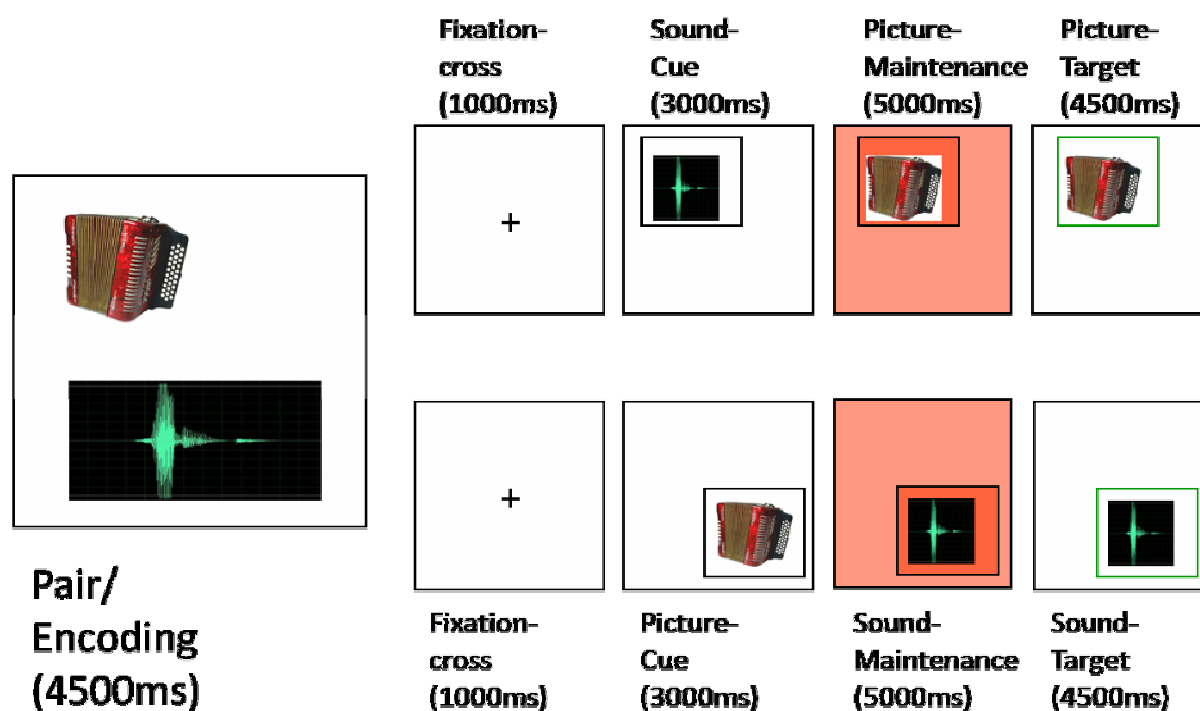 Fixation-
cross
(1000ms)
Sound-
Cue
(3000ms)
Picture-
Maintenance
(5000ms)
Picture-
Target
(4500ms)
+
+
Pair/
Encoding
(4500ms)
Fixation-
cross
(1000ms)
Picture-
Cue
(3000ms)
Sound-
Maintenance
(5000ms)
Sound-
Target
(4500ms)